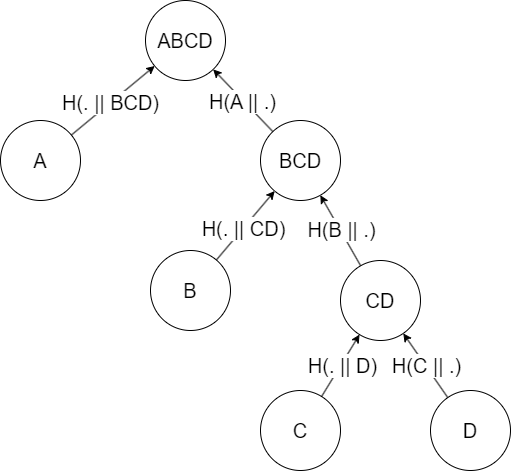 ABCD
H(. || BCD)
H(A || .)
A
BCD
H(. || CD)
H(B || .)
B
CD
H(. || D)
H(C || .)
C
D